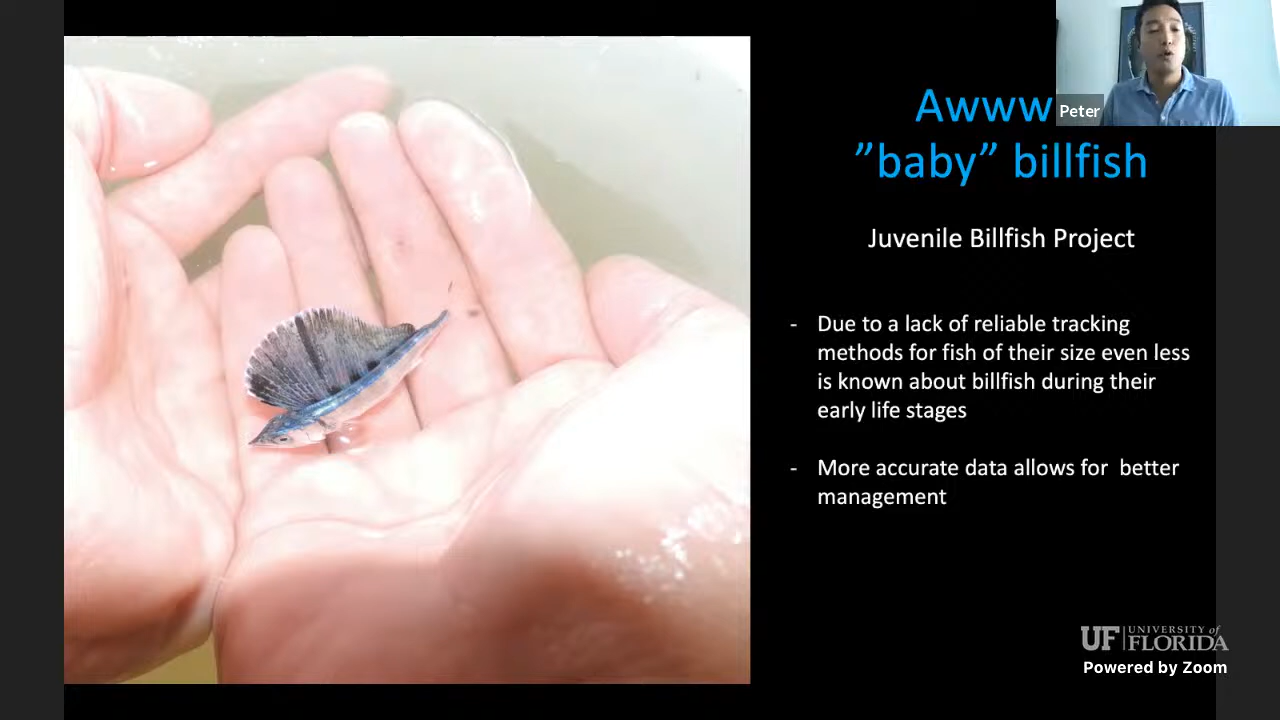 Awww
”baby” billfish
Peter
Juvenile Billfish Project
- Due to a lack of reliable tracking
methods for fish of their size even less
is known about billfish during their
early life stages
- More accurate data allows for  better
management
UF UNIVERSITY of
FLORIDA
Powered by Zoom